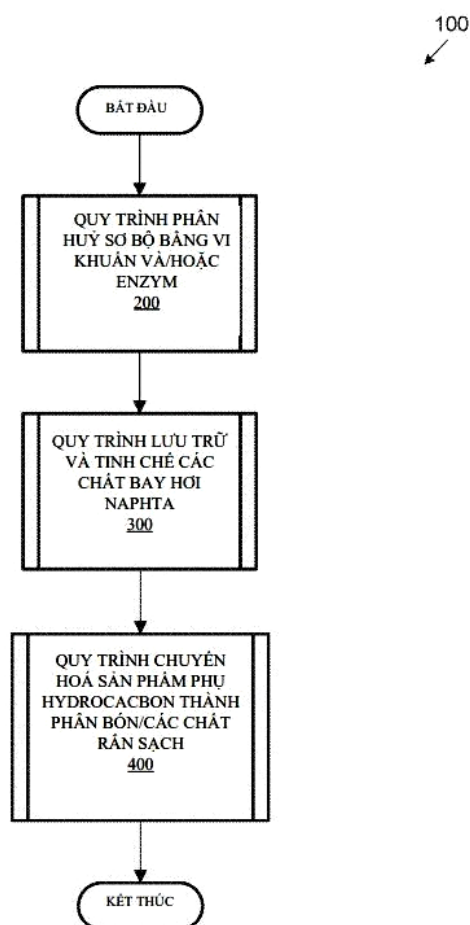 100
BẮT ĐẦU
QUY TRÌNH PHÂN
HUỶ SƠ BỘ BẰNG VI
KHUẨN VÀ/HOẶC
ENZYM
200
QUY TRÌNH LƯU TRỮ
VÀ TINH CHẾ CÁC
CHẤT BAY HƠI
NAPHTA
300
QUY TRÌNH CHUYỂN
HOÁ SẢN PHẨM PHỤ
HYDROCACBON THÀNH
PHÂN BÓN/CÁC CHẤT
RẮN SẠCH
400
KẾT THÚC